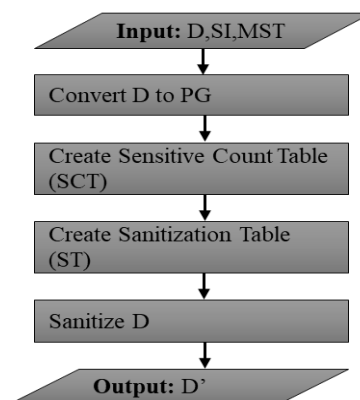 Input: D,SI,MST
Convert D to PG
Create Sensitive Count Table
(SCT)
Create Sanitization Table
(ST)
Sanitize D
Output: D’